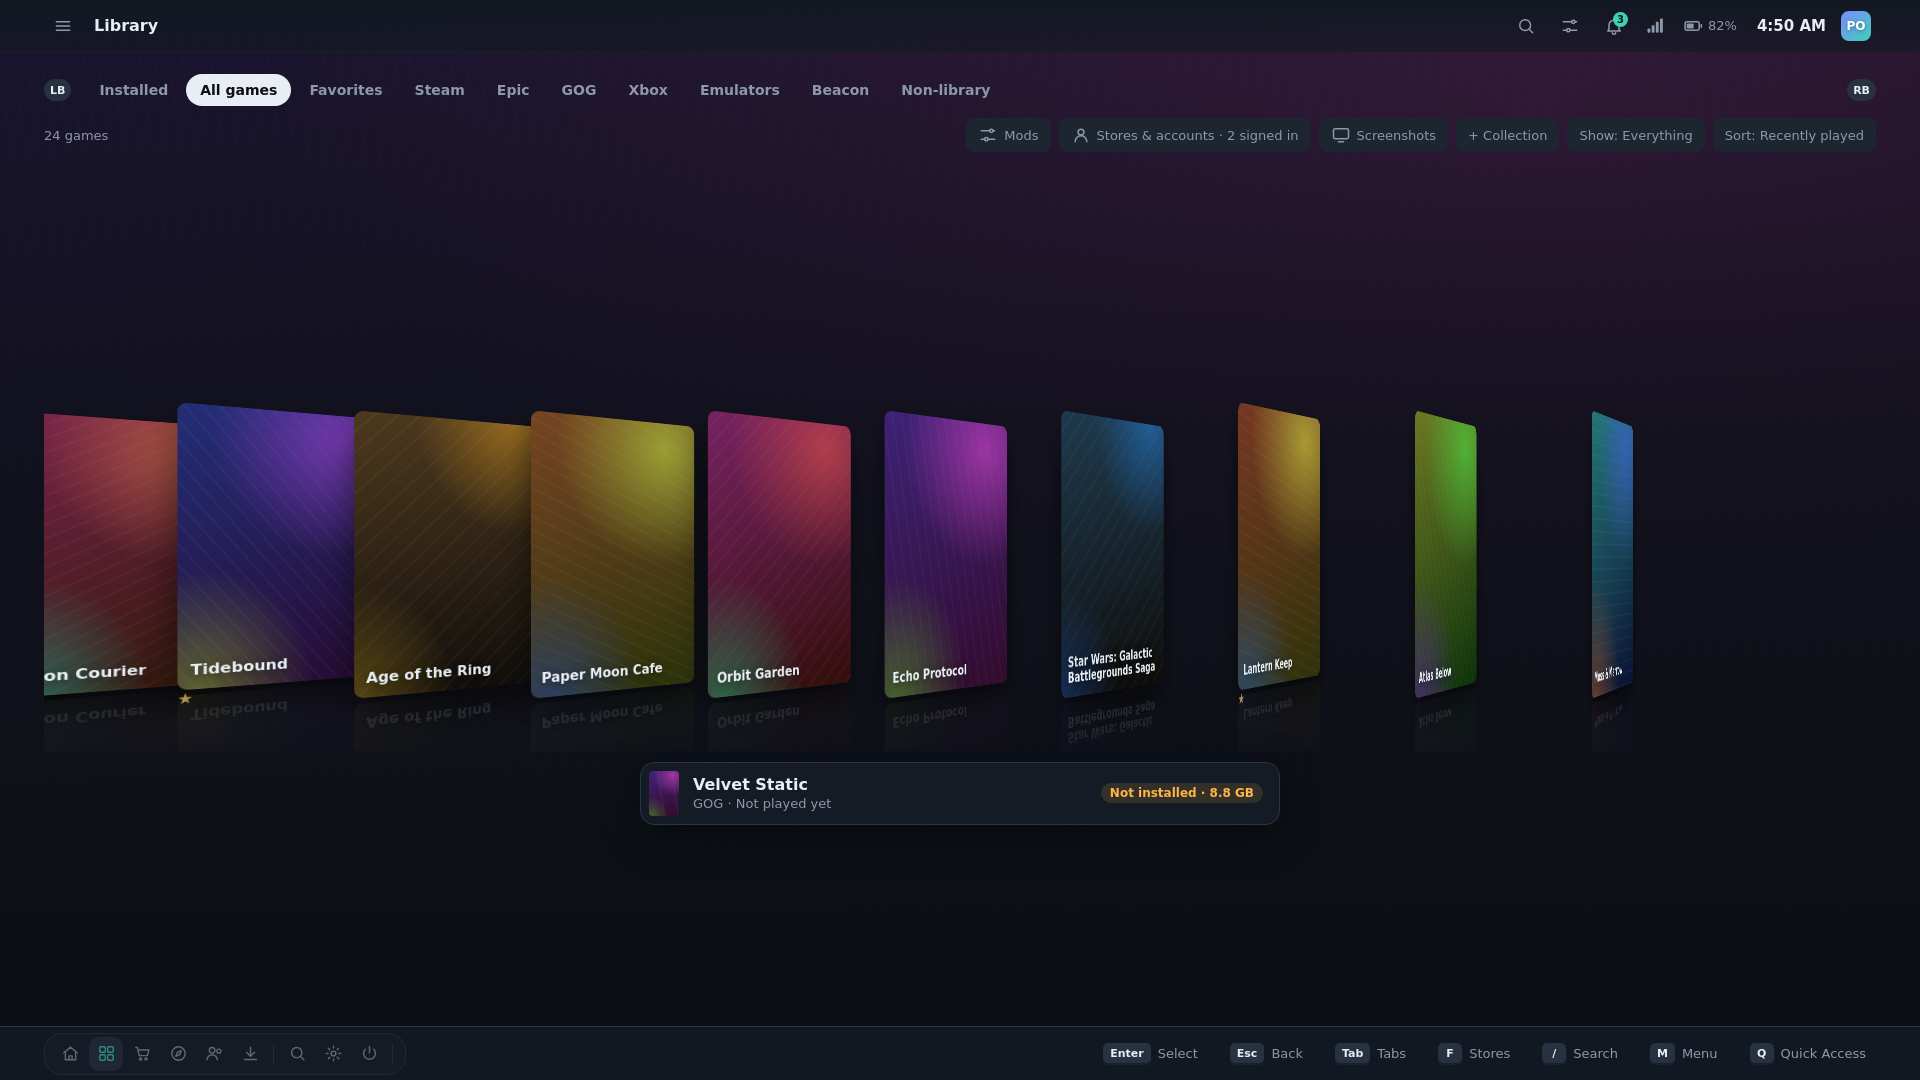 Library
3
82%
4:50 AM
PO
LB
Installed
All games
Favorites
Steam
Epic
GOG
Xbox
Emulators
Beacon
Non-library
RB
24 games
Mods
Stores & accounts · 2 signed in
Screenshots
+ Collection
Show: Everything
Sort: Recently played
on Courier
Tidebound
Age of the Ring
Paper Moon Cafe
Orbit Garden
Echo Protocol
Star Wars: Galactic
Battlegrounds Saga
Lantern Keep
Atlas Below
Velvet Static
GOG · Not played yet
Not installed · 8.8 GB
Enter Select
Esc Back
Tab Tabs
F Stores
/ Search
M Menu
Q Quick Access